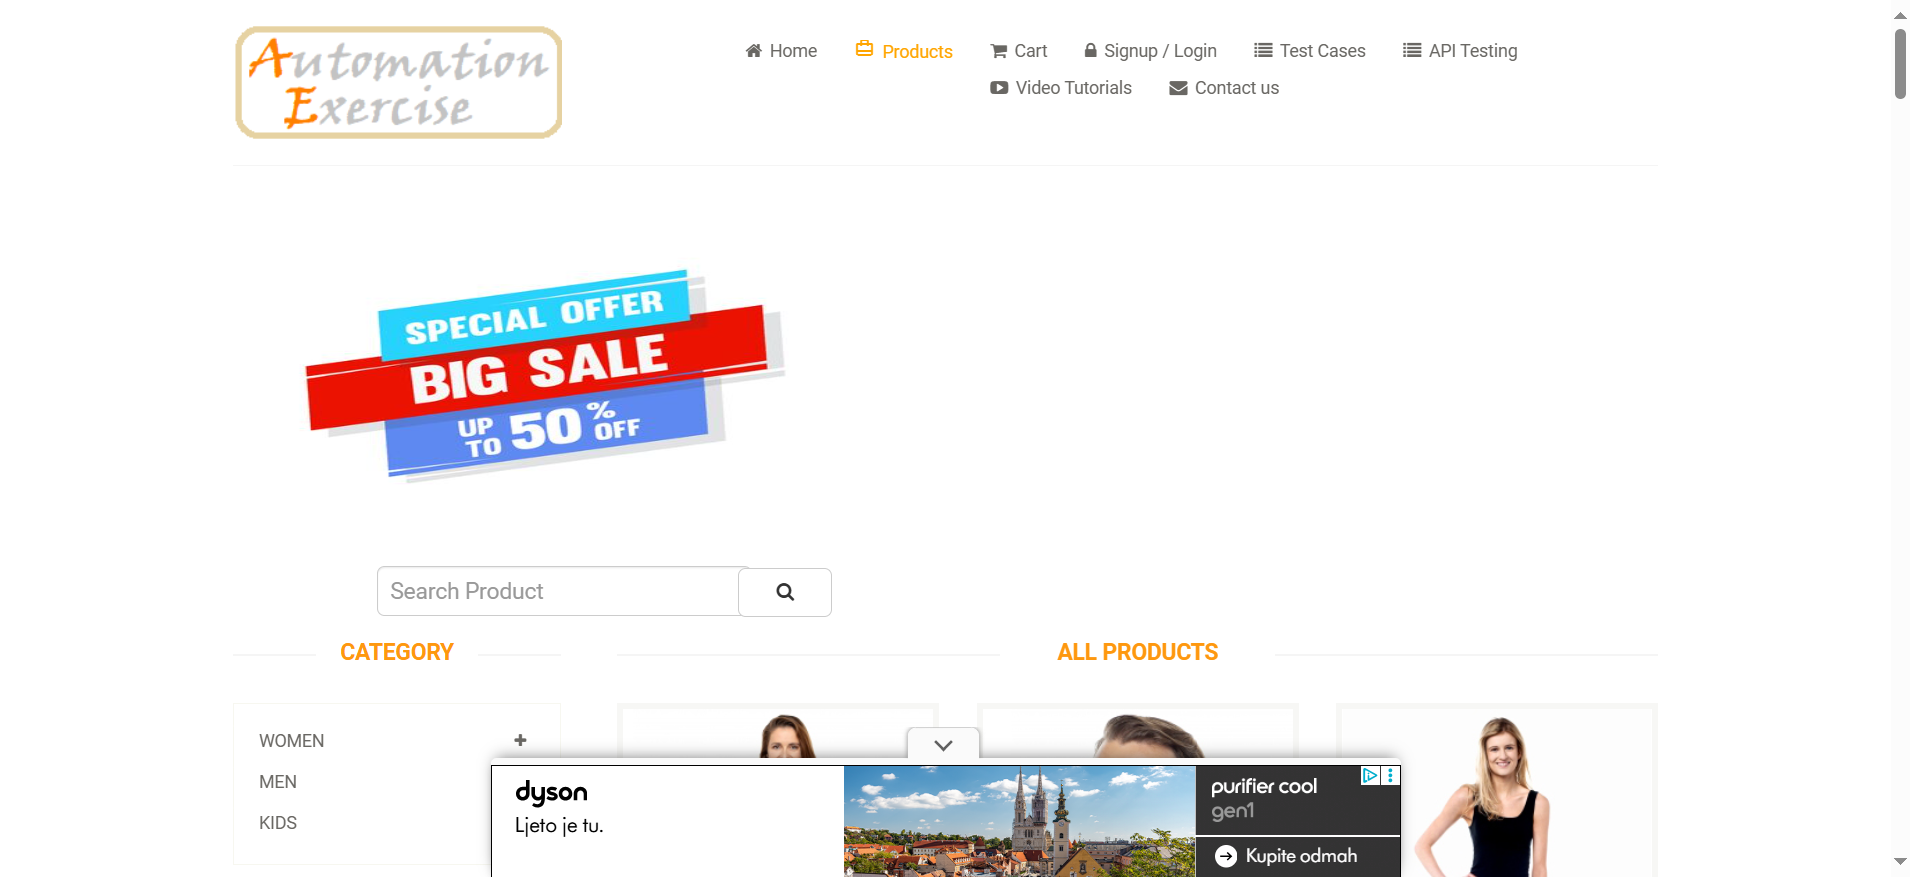 Automation
Exercise
Home
Products
Cart
Signup / Login
Test Cases
API Testing
Video Tutorials
Contact us
SPECIAL OFFER
BIG SALE
UP TO 50% OFF
Search Product
CATEGORY
ALL PRODUCTS
WOMEN
MEN
KIDS
dyson
Ljeto je tu.
purifier cool
gen1
Kupite odmah